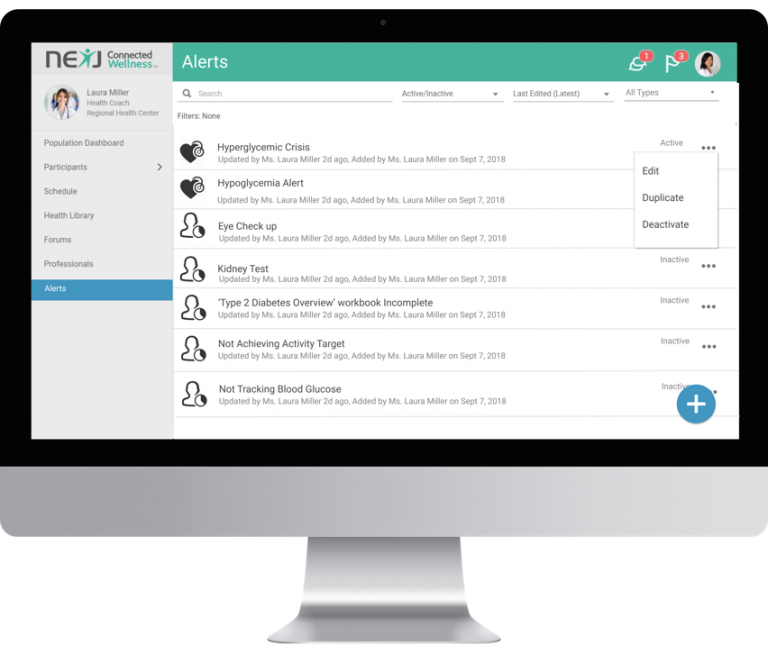 NEXJ Connected
Wellness™
Alerts
1
3
Laura Miller
Health Coach
Regional Health Center
Search
Active/Inactive
Last Edited (Latest)
All Types
Filters: None
Population Dashboard
Participants
Schedule
Health Library
Forums
Professionals
Alerts
Hyperglycemic Crisis
Updated by Ms. Laura Miller 2d ago, Added by Ms. Laura Miller on Sept 7, 2018
Active
Edit
Duplicate
Deactivate
Hypoglycemia Alert
Updated by Ms. Laura Miller 2d ago, Added by Ms. Laura Miller on Sept 7, 2018
Eye Check up
Updated by Ms. Laura Miller 2d ago, Added by Ms. Laura Miller on Sept 7, 2018
Kidney Test
Updated by Ms. Laura Miller 2d ago, Added by Ms. Laura Miller on Sept 7, 2018
Inactive
‘Type 2 Diabetes Overview’ workbook Incomplete
Updated by Ms. Laura Miller 2d ago, Added by Ms. Laura Miller on Sept 7, 2018
Inactive
Not Achieving Activity Target
Updated by Ms. Laura Miller 2d ago, Added by Ms. Laura Miller on Sept 7, 2018
Inactive
Not Tracking Blood Glucose
Updated by Ms. Laura Miller 2d ago, Added by Ms. Laura Miller on Sept 7, 2018
Inactive